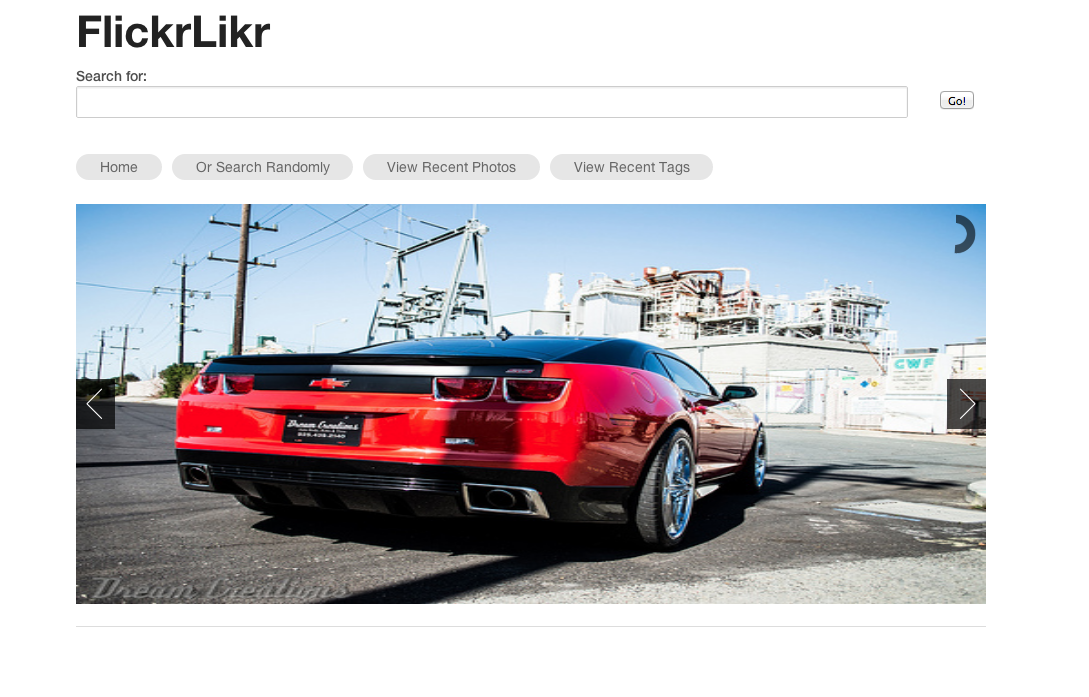 FlickrLikr
Search for:
Go!
Home
Or Search Randomly
View Recent Photos
View Recent Tags
CWF
Dream Creations
Dream Creations